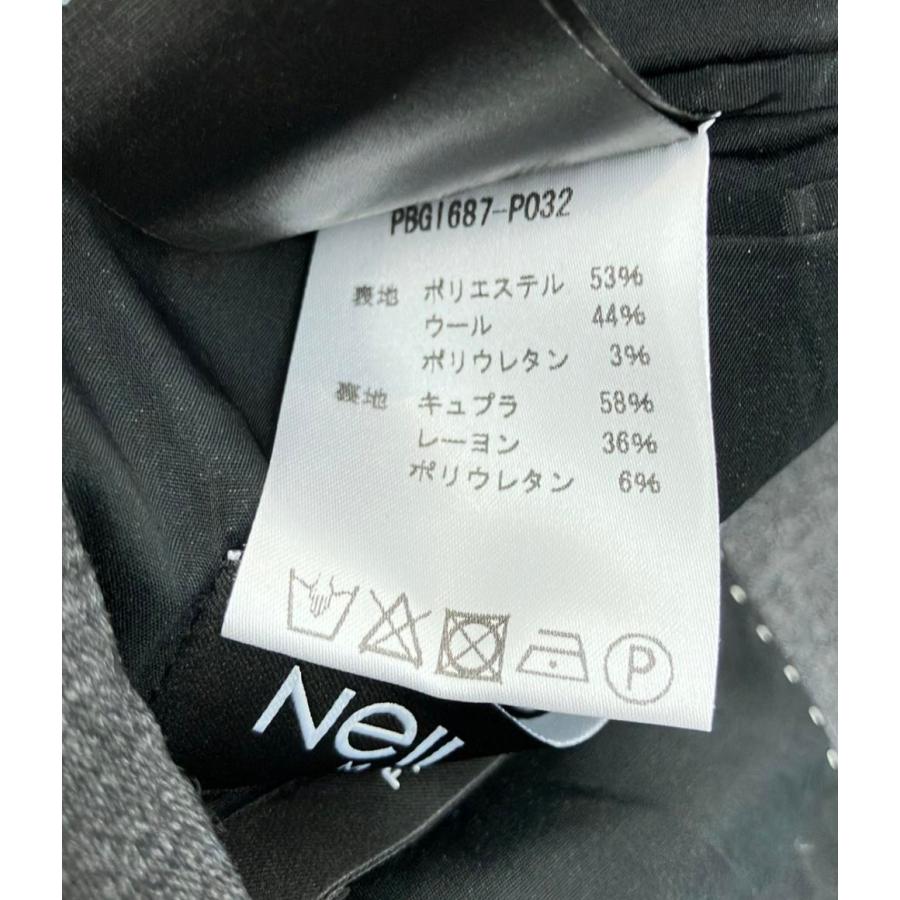 PBG1687-P032
表地 ポリエステル 53%
ウール 44%
ポリウレタン 3%
裏地 キュプラ 58%
レーヨン 36%
ポリウレタン 6%
P
Nell